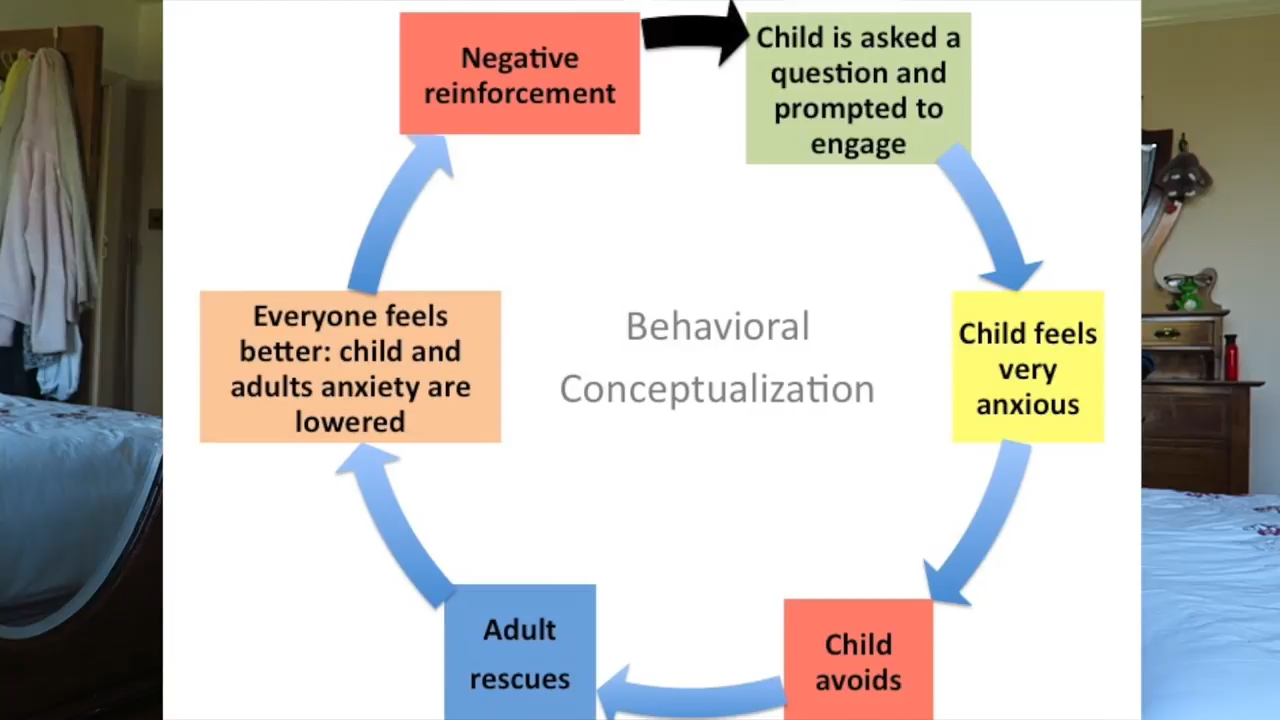 Negative
reinforcement
Child is asked a
question and
prompted to
engage
Child feels
very
anxious
Child
avoids
Adult
rescues
Everyone feels
better: child and
adults anxiety are
lowered
Behavioral
Conceptualization